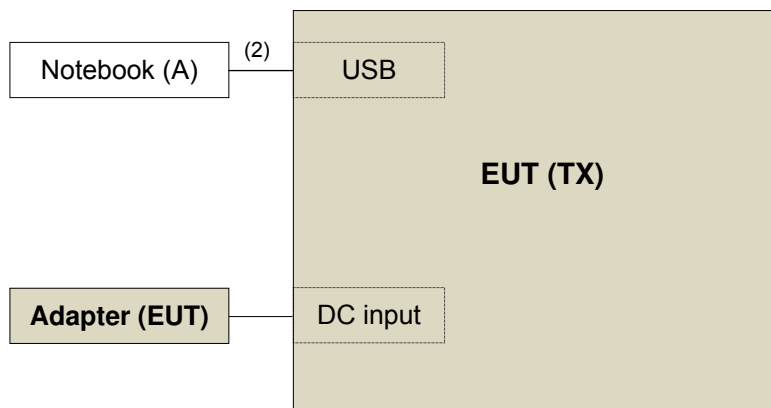 (2)
Notebook (A)
USB
EUT (TX)
Adapter (EUT)
DC input